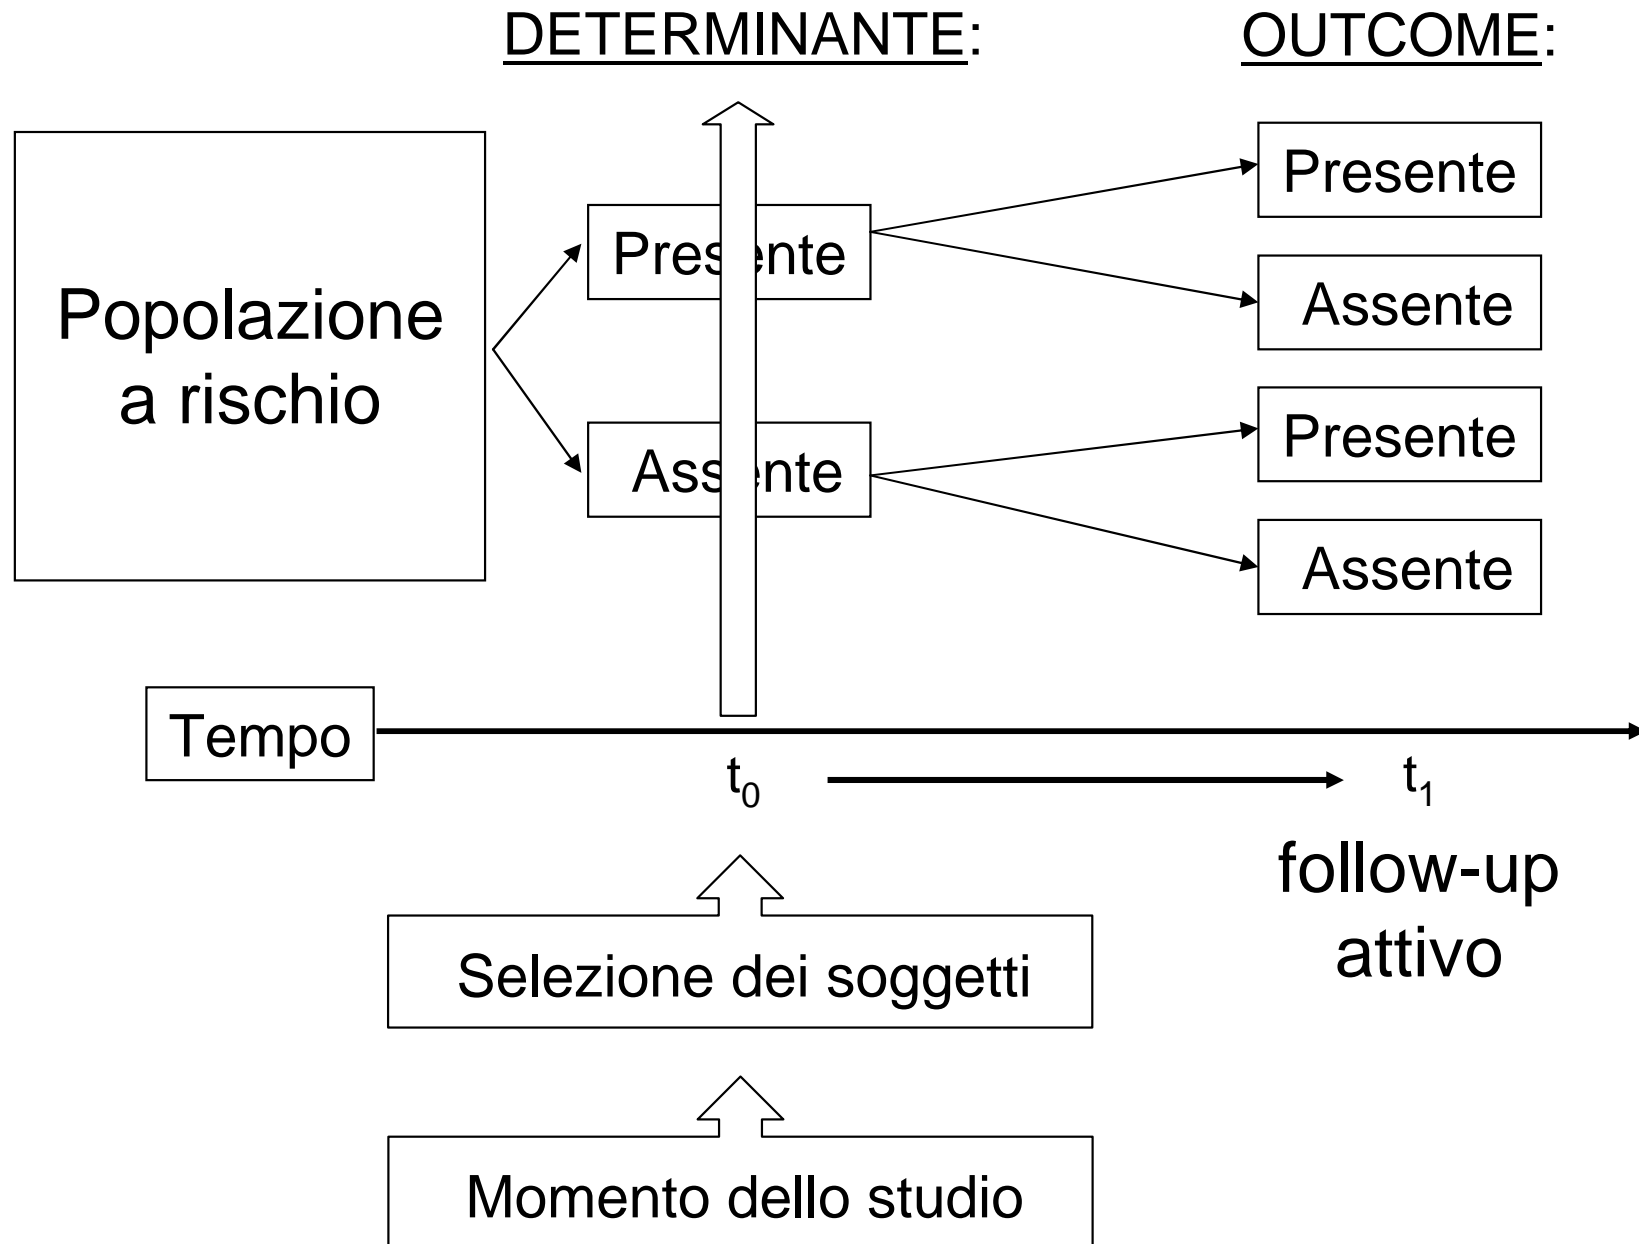 DETERMINANTE:
OUTCOME:
Popolazione
a rischio
Presente
Assente
Presente
Assente
Presente
Assente
Tempo
t0
t1
follow-up
attivo
Selezione dei soggetti
Momento dello studio